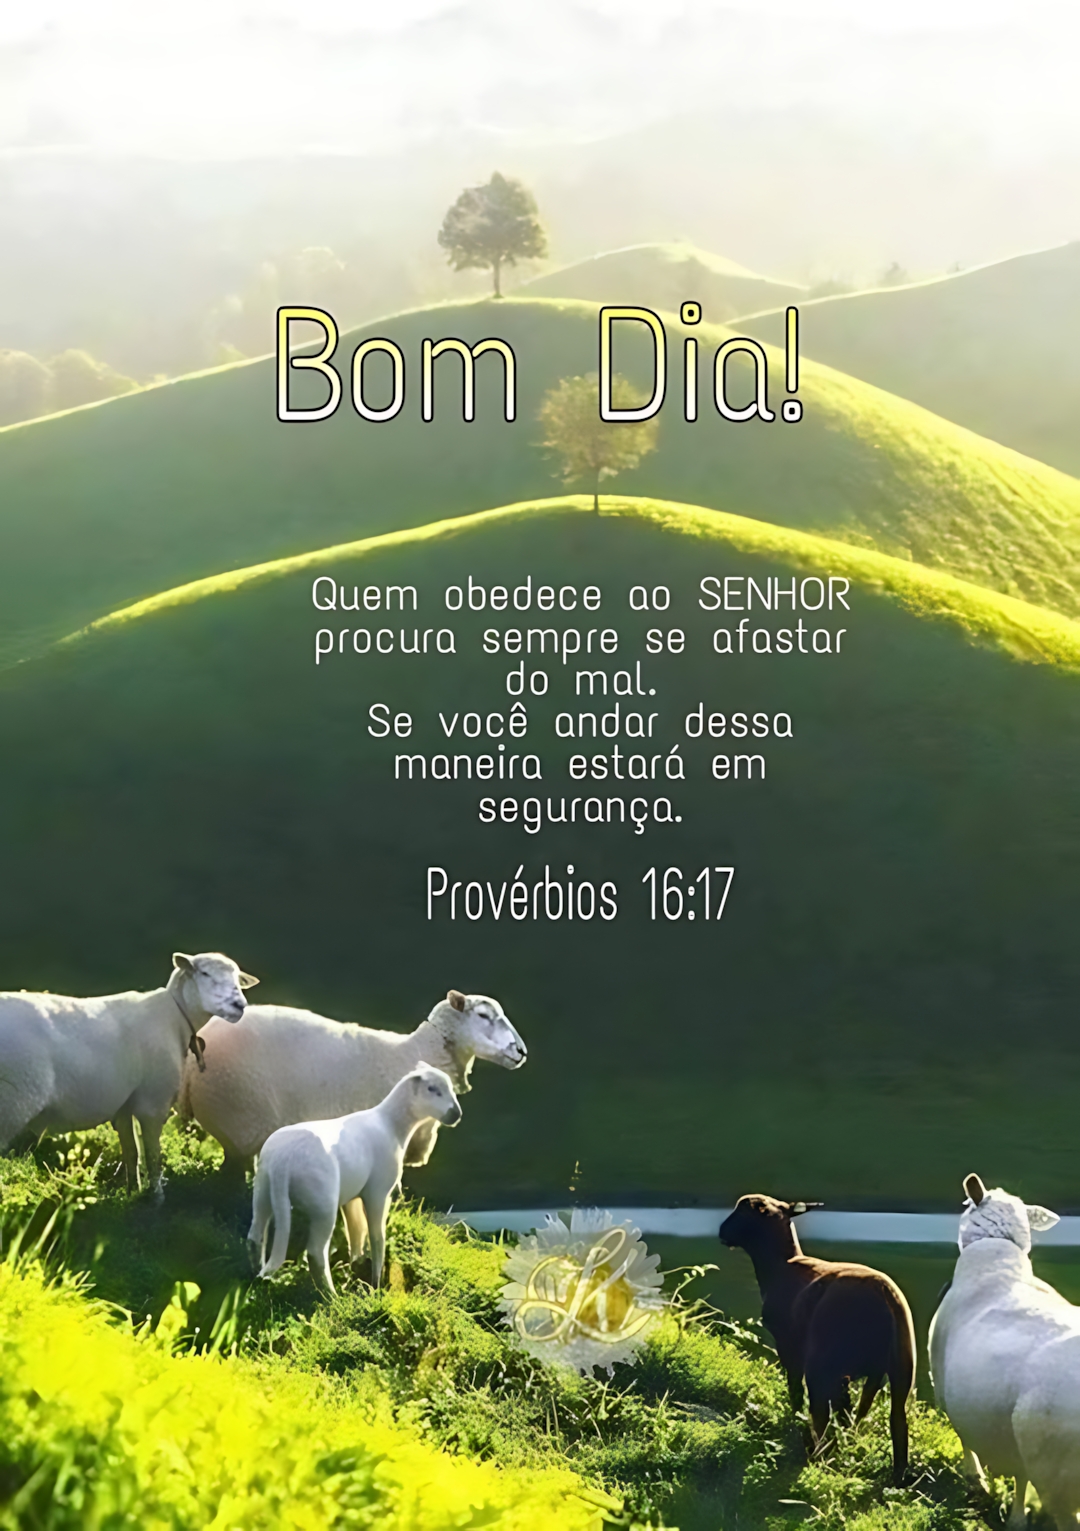 Bom Dia!
Quem obedece ao SENHOR
procura sempre se afastar
do mal.
Se você andar dessa
maneira estará em
segurança.
Provérbios 16:17